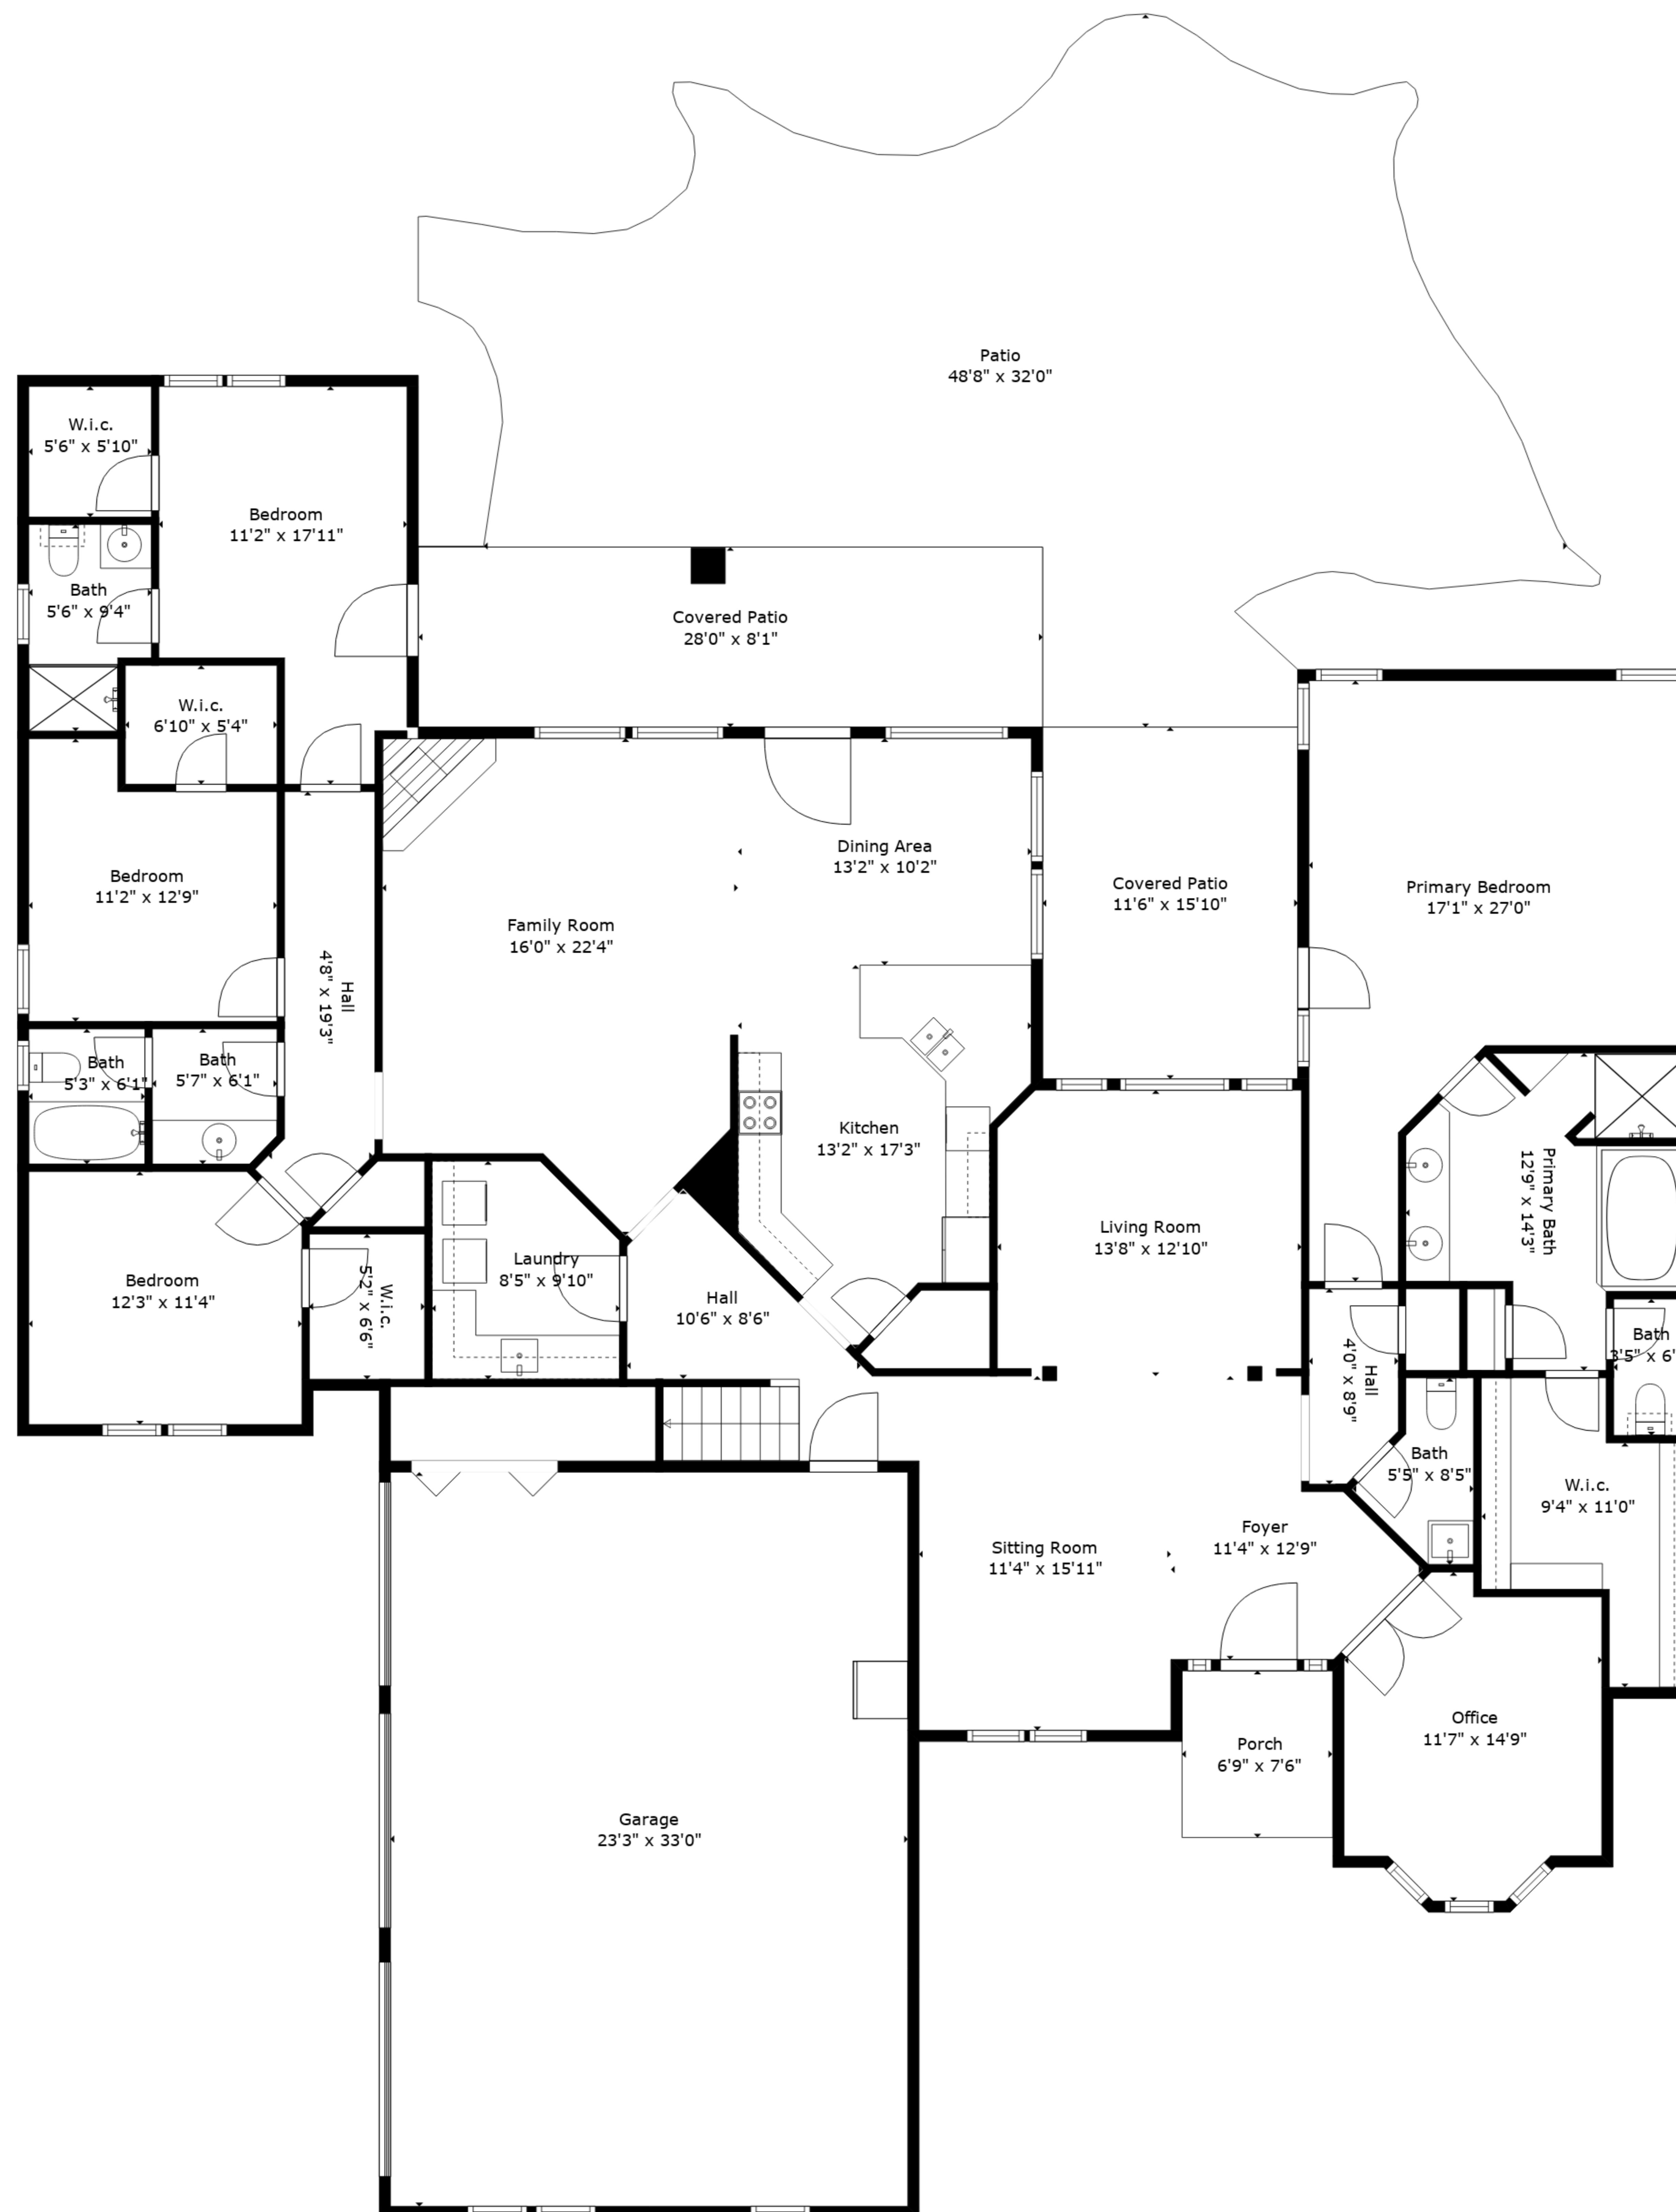 Patio
48'8" x 32'0"
W.i.c.
5'6" x 5'10"
Bedroom
11'2" x 17'11"
Bath
5'6" x 9'4"
Covered Patio
28'0" x 8'1"
W.i.c.
6'10" x 5'4"
Dining Area
13'2" x 10'2"
Bedroom
11'2" x 12'9"
Covered Patio
11'6" x 15'10"
Primary Bedroom
17'1" x 27'0"
Family Room
16'0" x 22'4"
Hall
4'8" x 19'3"
Bath
5'3" x 6'1"
Bath
5'7" x 6'1"
Kitchen
13'2" x 17'3"
Primary Bath
12'9" x 14'3"
Living Room
13'8" x 12'10"
Laundry
8'5" x 9'10"
Bedroom
12'3" x 11'4"
W.i.c.
5'2" x 6'6"
Hall
10'6" x 8'6"
Bath
3'5" x 6'
Hall
4'0" x 8'9"
Bath
5'5" x 8'5"
W.i.c.
9'4" x 11'0"
Foyer
11'4" x 12'9"
Sitting Room
11'4" x 15'11"
Office
11'7" x 14'9"
Porch
6'9" x 7'6"
Garage
23'3" x 33'0"